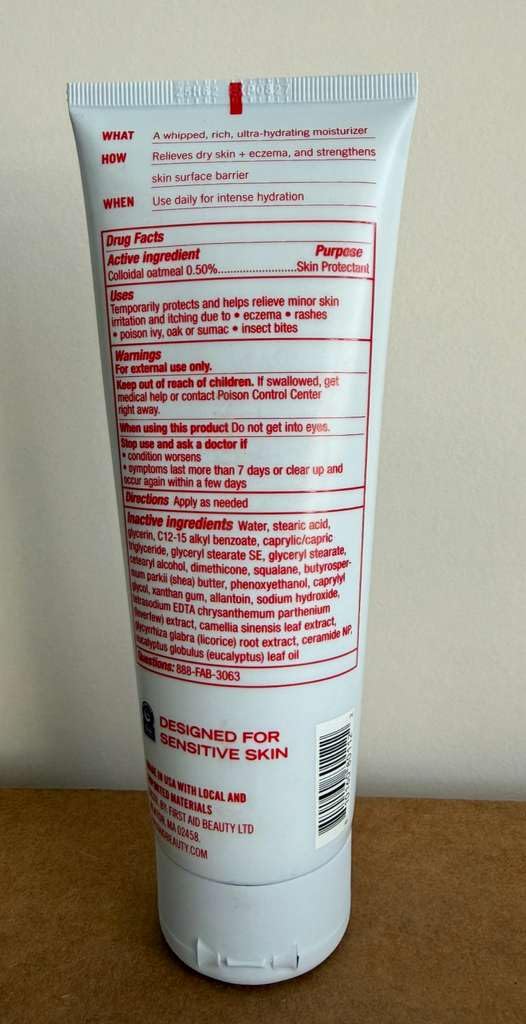 WHAT A whipped, rich, ultra-hydrating moisturizer
HOW Relieves dry skin + eczema, and strengthens
skin surface barrier
WHEN Use daily for intense hydration
Drug Facts
Active ingredient Purpose
Colloidal oatmeal 0.50%..........................Skin Protectant
Uses
Temporarily protects and helps relieve minor skin
irritation and itching due to • eczema • rashes
• poison ivy, oak or sumac • insect bites
Warnings
For external use only.
Keep out of reach of children. If swallowed, get
medical help or contact Poison Control Center
right away.
When using this product Do not get into eyes.
Stop use and ask a doctor if
• condition worsens
• symptoms last more than 7 days or clear up and
occur again within a few days
Directions Apply as needed
Inactive ingredients Water, stearic acid,
glycerin, C12-15 alkyl benzoate, caprylic/capric
triglyceride, glyceryl stearate SE, glyceryl stearate,
cetearyl alcohol, dimethicone, squalane, butyrosper-
mum parkii (shea) butter, phenoxyethanol, caprylyl
glycol, xanthan gum, allantoin, sodium hydroxide,
tetrasodium EDTA chrysanthemum parthenium
(feverfew) extract, camellia sinensis leaf extract,
glycyrrhiza glabra (licorice) root extract, ceramide NP,
eucalyptus globulus (eucalyptus) leaf oil
Questions: 888-FAB-3063
DESIGNED FOR
SENSITIVE SKIN
IN USA WITH LOCAL AND
MATERIALS
BY FIRST AID BEAUTY LTD
MA 02458.